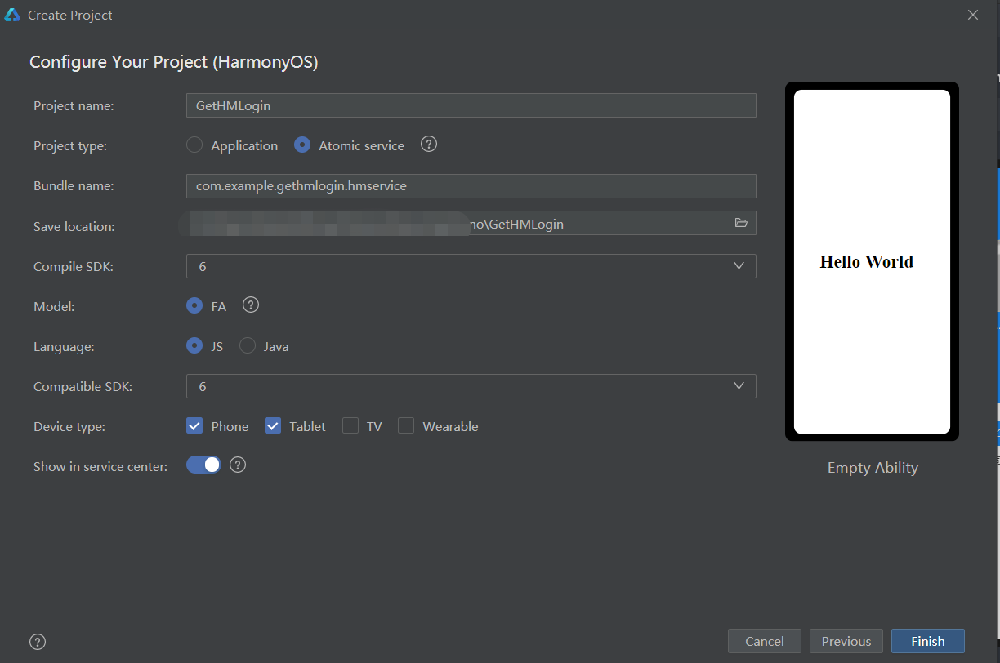 Create Project
Configure Your Project (HarmonyOS)
Project name: GetHMLogin
Project type: Application Atomic service ?
Bundle name: com.example.gethmlogin.hmservice
Save location: \GetHMLogin
Compile SDK: 6
Model: FA ?
Language: JS Java
Compatible SDK: 6
Device type: Phone Tablet TV Wearable
Show in service center: ?
Hello World
Empty Ability
? Cancel Previous Finish